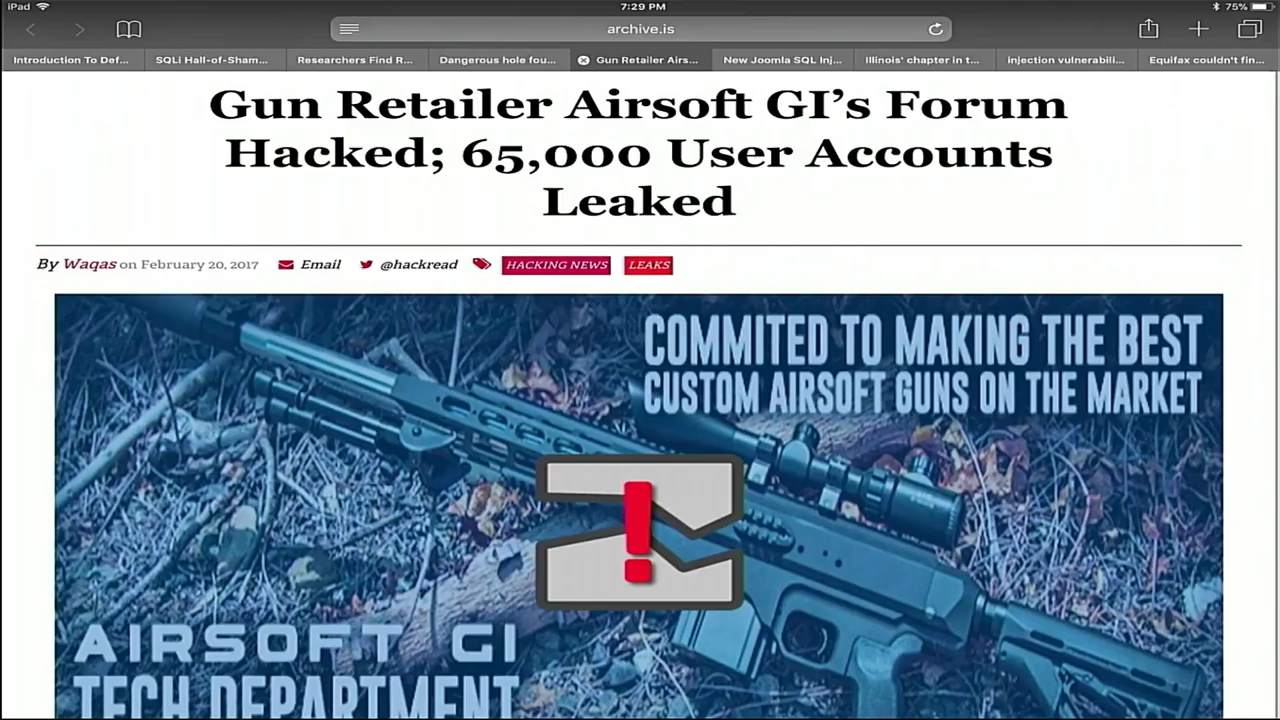 iPad
7:29 PM
75%
archive.is
Introduction To Def...
SQLi Hall-of-Sham...
Researchers Find R...
Dangerous hole fou...
Gun Retailer Airs...
New Joomla SQL Inj...
Illinois' chapter in t...
injection vulnerabili...
Equifax couldn't fin...
Gun Retailer Airsoft GI’s Forum
Hacked; 65,000 User Accounts
Leaked
By Waqas on February 20, 2017 Email @hackread HACKING NEWS LEAKS
COMMITED TO MAKING THE BEST
CUSTOM AIRSOFT GUNS ON THE MARKET
!
AIRSOFT GI
TECH DEPARTMENT